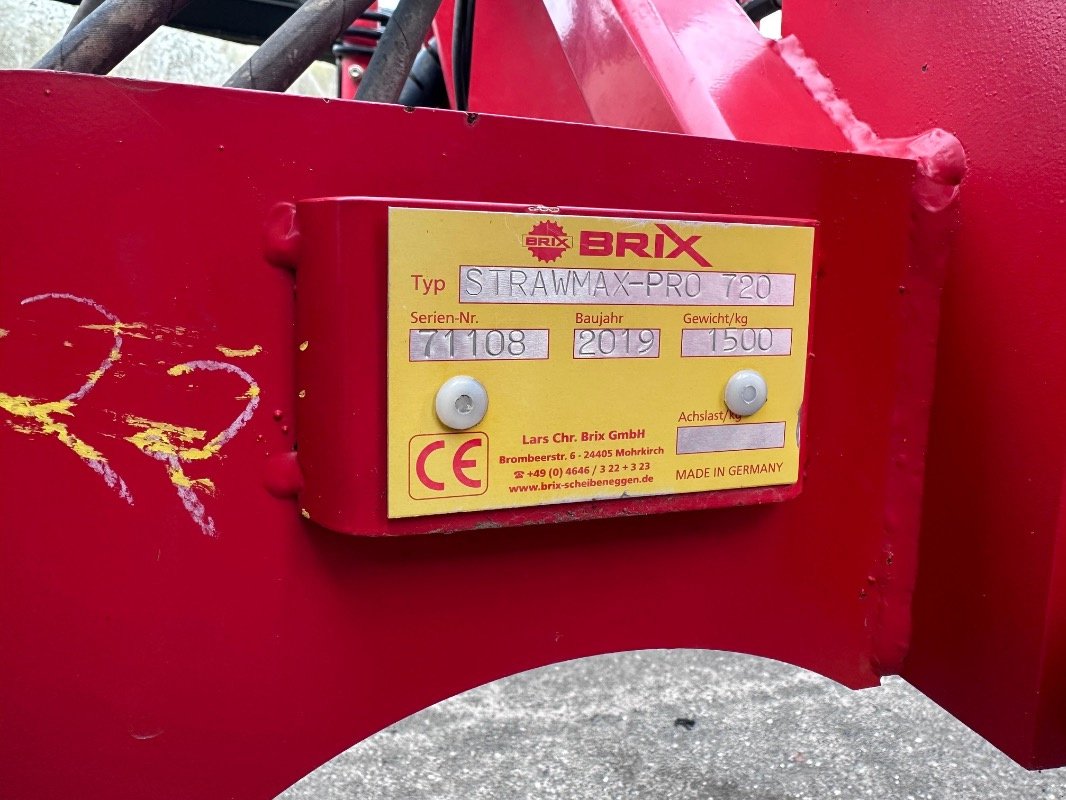 BRIX BRIX
Typ STRAWMAX-PRO 720
Serien-Nr. Baujahr Gewicht/kg
71108 2019 1500
Achslast/kg
CE
Lars Chr. Brix GmbH
Brombeerstr. 6 - 24405 Mohrkirch
☎ +49 (0) 4646 / 3 22 + 3 23
www.brix-scheibeneggen.de
MADE IN GERMANY